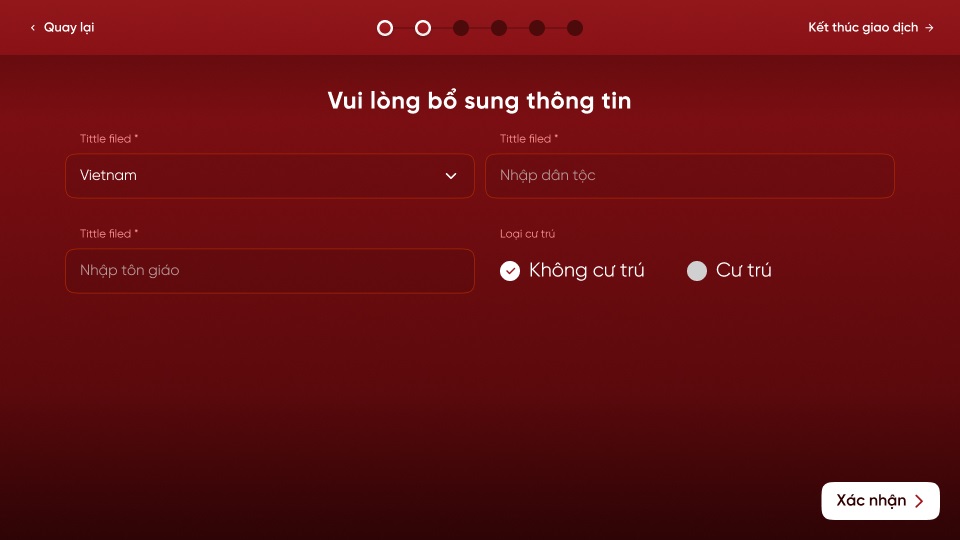 Quay lại
Kết thúc giao dịch
Vui lòng bổ sung thông tin
Tittle filed *
Tittle filed *
Vietnam
Nhập dân tộc
Tittle filed *
Loại cư trú
Nhập tôn giáo
Không cư trú
Cư trú
Xác nhận